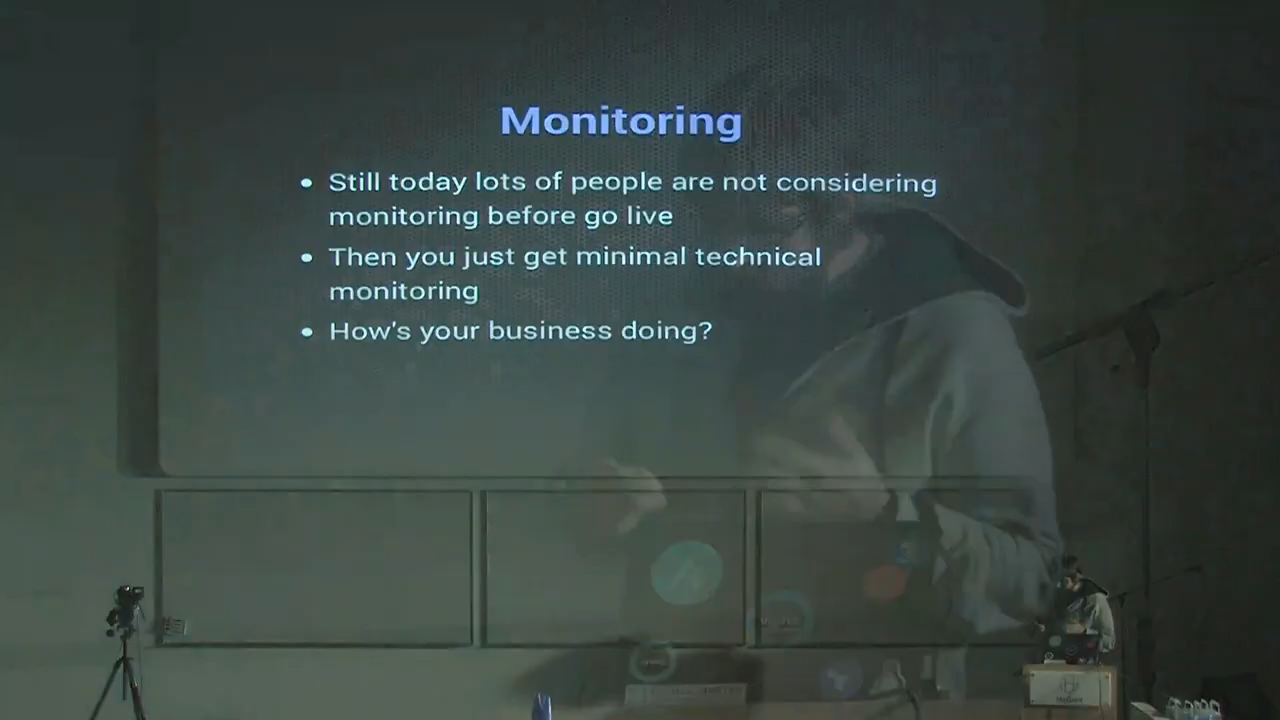 Monitoring
• Still today lots of people are not considering
monitoring before go live
• Then you just get minimal technical
monitoring
• How's your business doing?